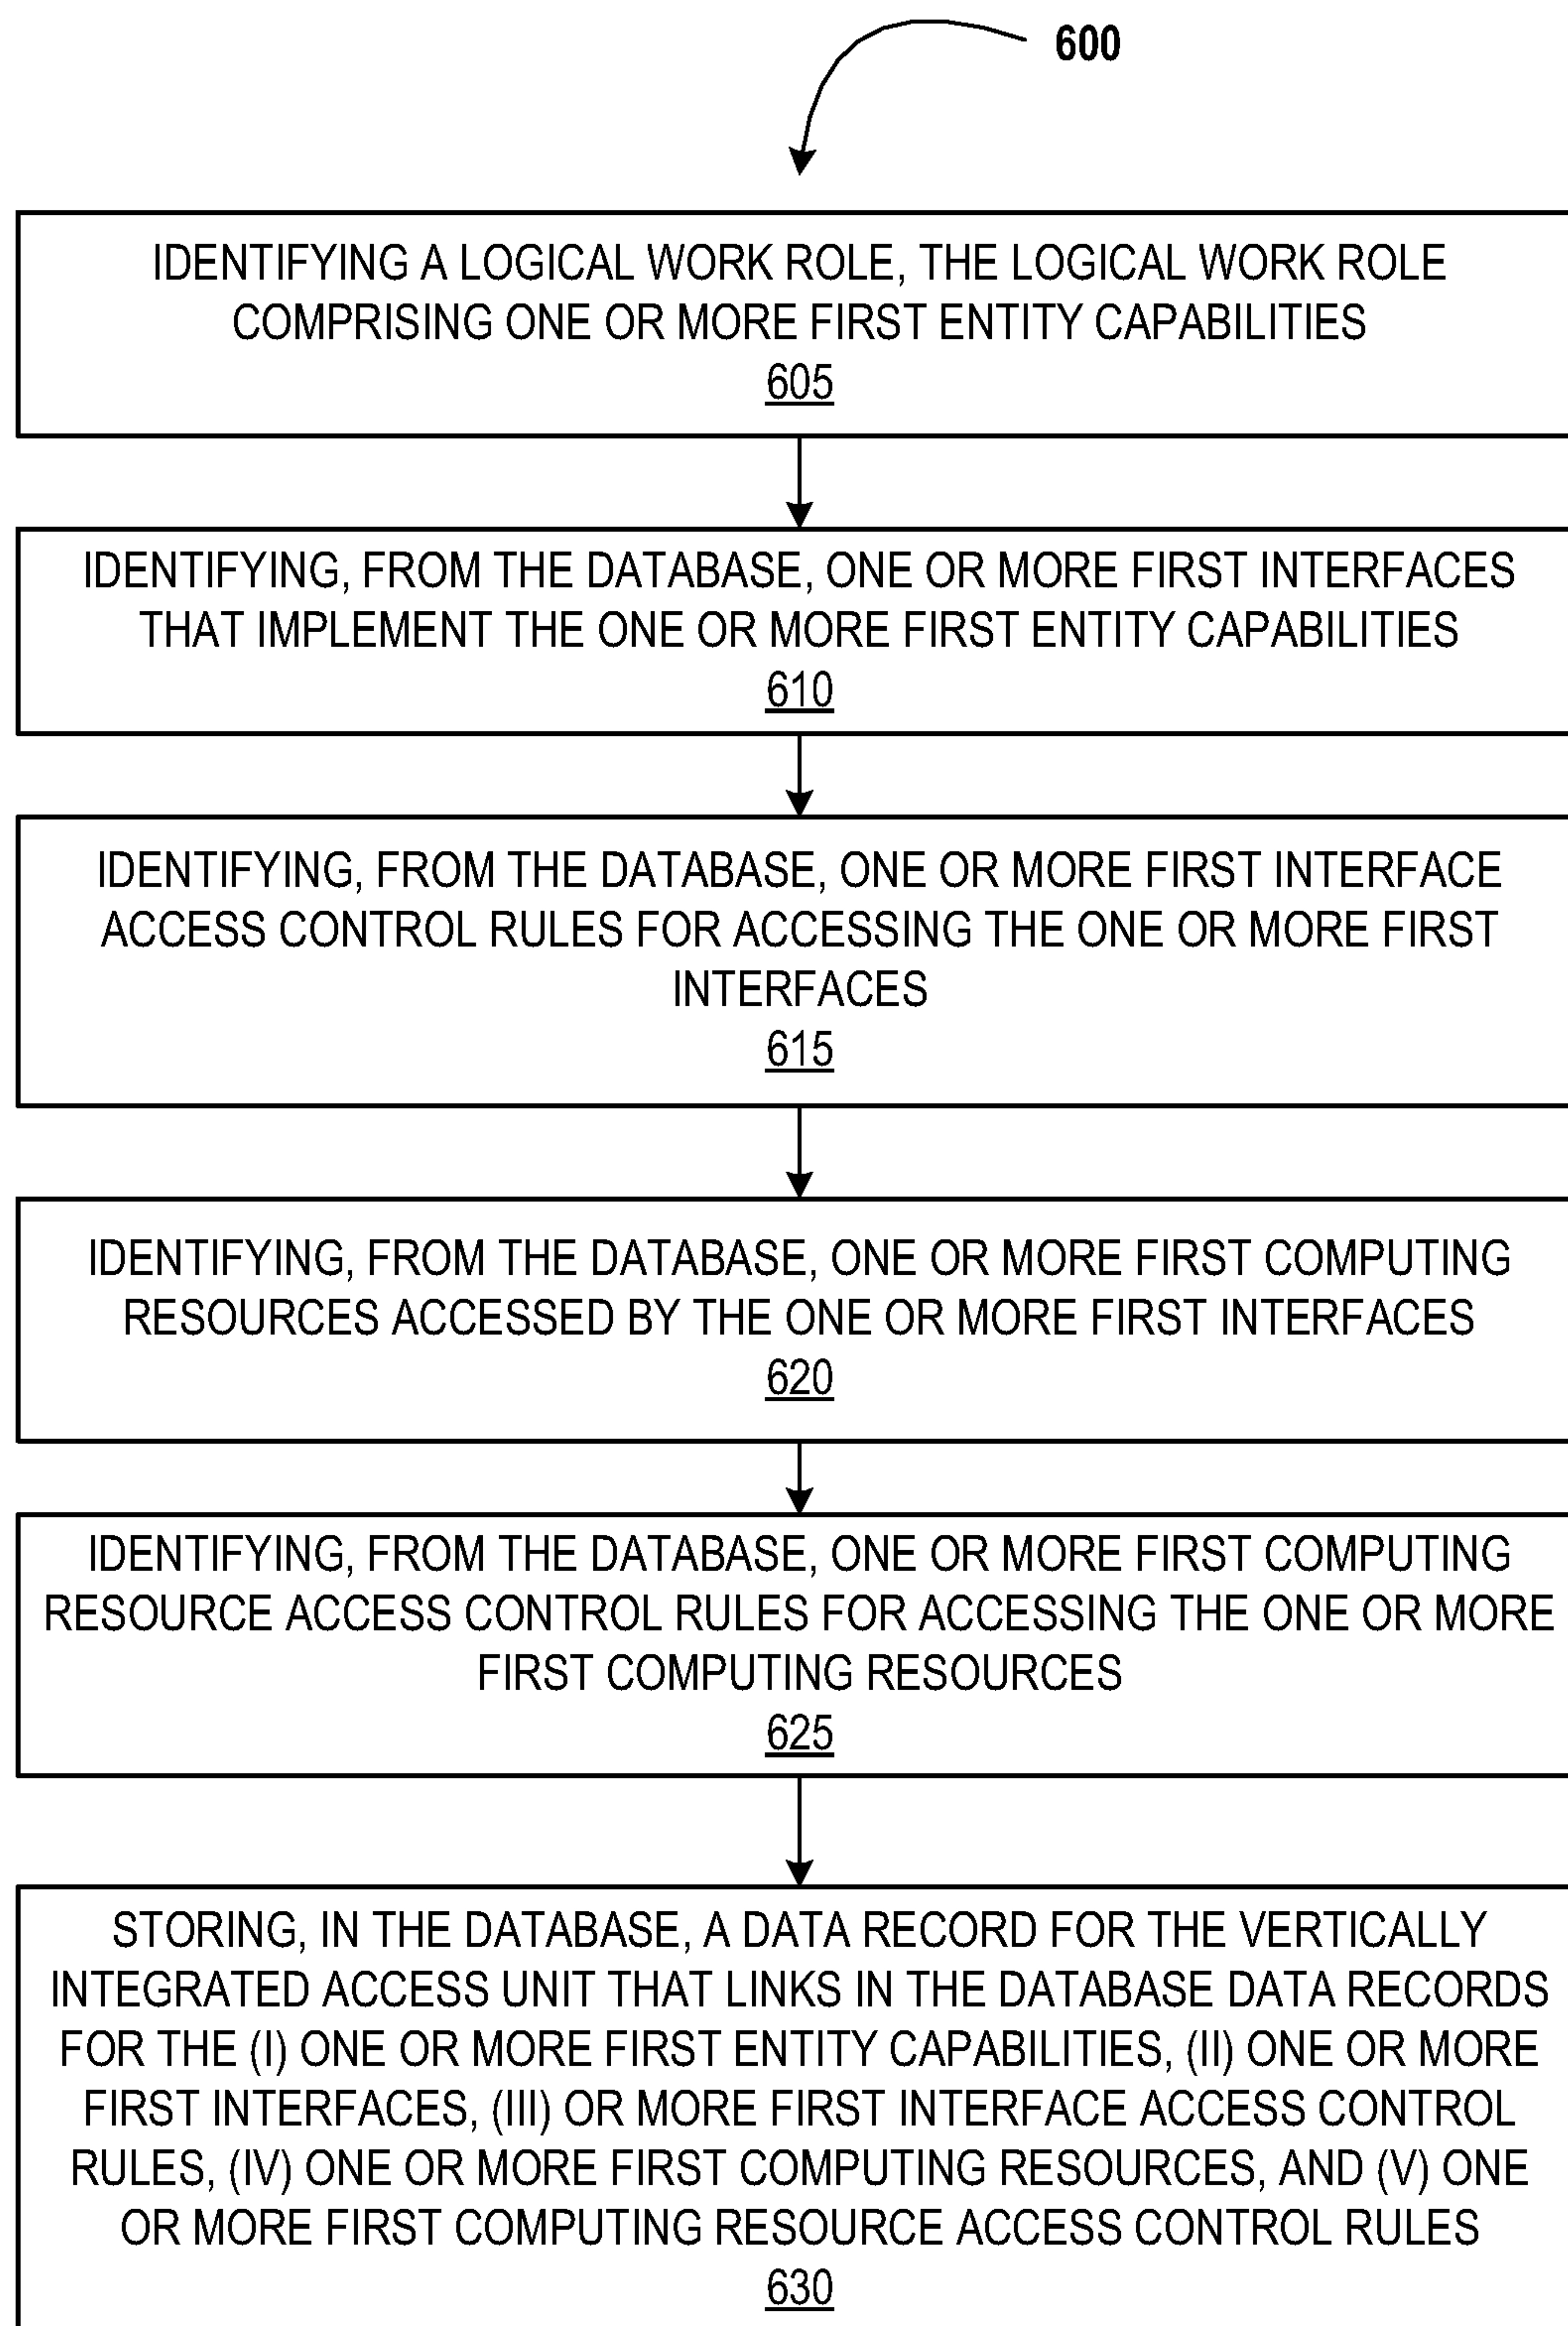 600
IDENTIFYING A LOGICAL WORK ROLE, THE LOGICAL WORK ROLE
COMPRISING ONE OR MORE FIRST ENTITY CAPABILITIES
605
IDENTIFYING, FROM THE DATABASE, ONE OR MORE FIRST INTERFACES
THAT IMPLEMENT THE ONE OR MORE FIRST ENTITY CAPABILITIES
610
IDENTIFYING, FROM THE DATABASE, ONE OR MORE FIRST INTERFACE
ACCESS CONTROL RULES FOR ACCESSING THE ONE OR MORE FIRST
INTERFACES
615
IDENTIFYING, FROM THE DATABASE, ONE OR MORE FIRST COMPUTING
RESOURCES ACCESSED BY THE ONE OR MORE FIRST INTERFACES
620
IDENTIFYING, FROM THE DATABASE, ONE OR MORE FIRST COMPUTING
RESOURCE ACCESS CONTROL RULES FOR ACCESSING THE ONE OR MORE
FIRST COMPUTING RESOURCES
625
STORING, IN THE DATABASE, A DATA RECORD FOR THE VERTICALLY
INTEGRATED ACCESS UNIT THAT LINKS IN THE DATABASE DATA RECORDS
FOR THE (I) ONE OR MORE FIRST ENTITY CAPABILITIES, (II) ONE OR MORE
FIRST INTERFACES, (III) OR MORE FIRST INTERFACE ACCESS CONTROL
RULES, (IV) ONE OR MORE FIRST COMPUTING RESOURCES, AND (V) ONE
OR MORE FIRST COMPUTING RESOURCE ACCESS CONTROL RULES
630